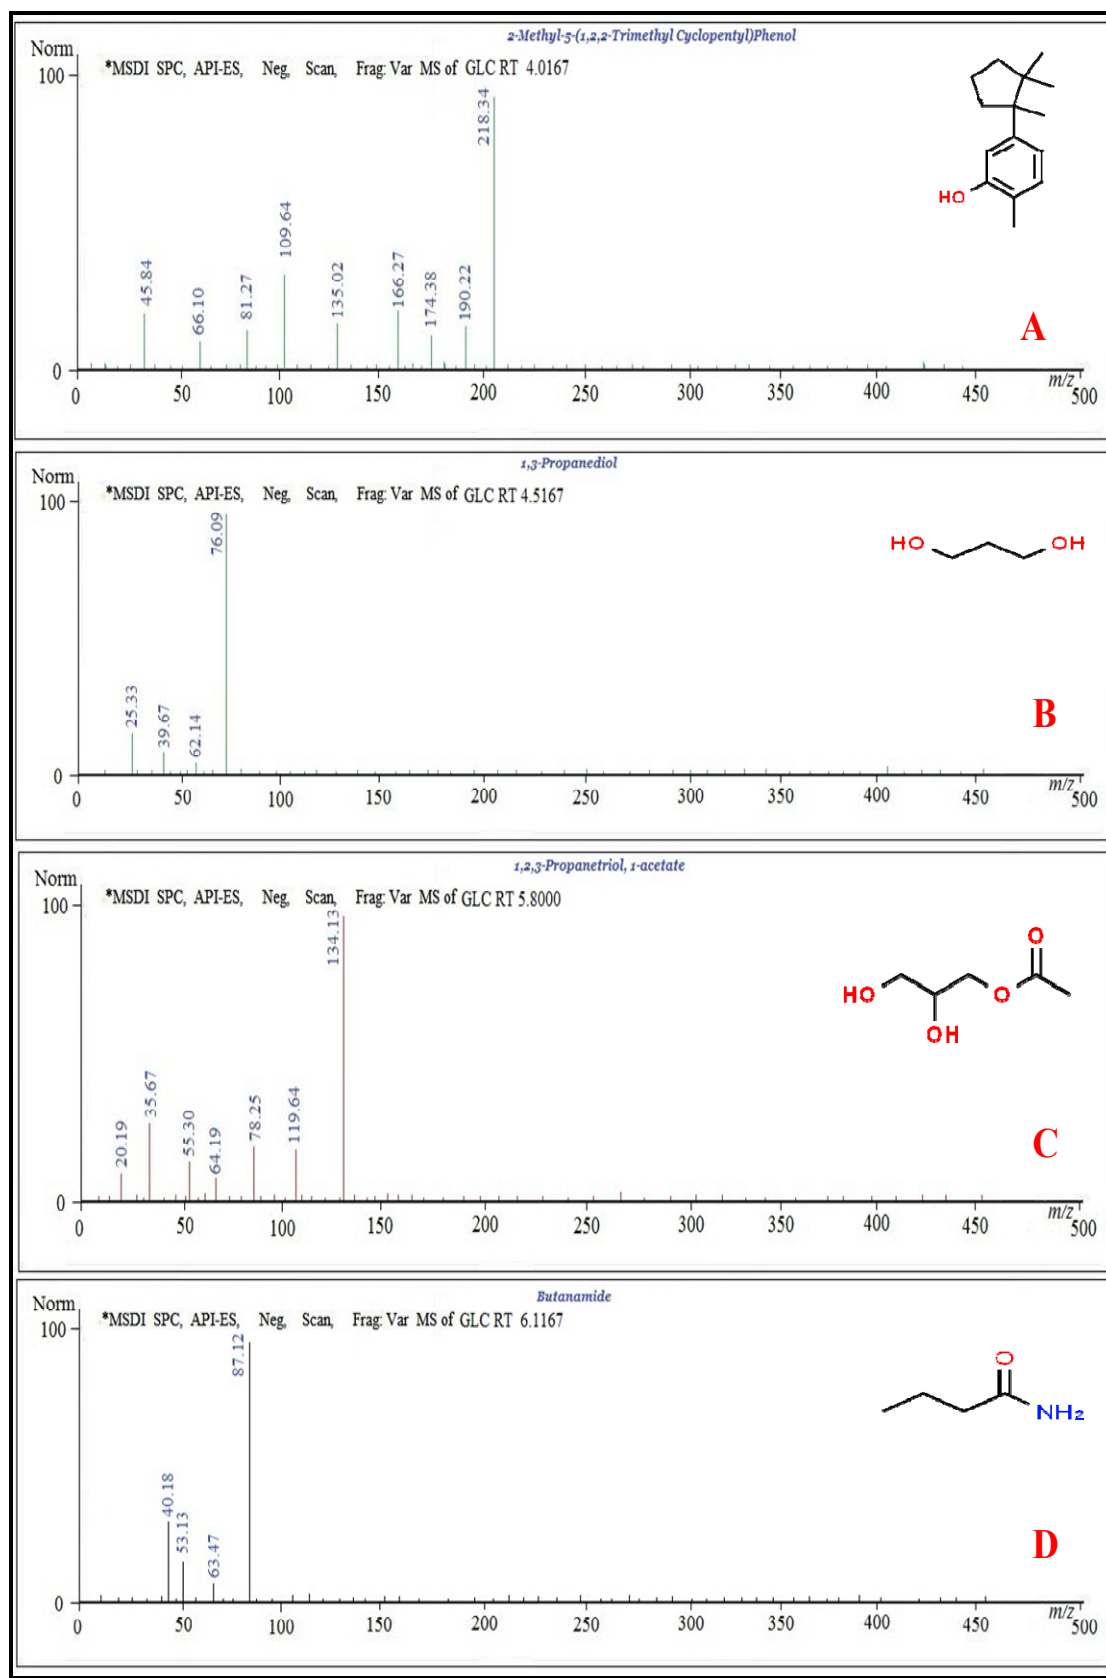 2-Methyl-5-(1,2,2-Trimethyl Cyclopentyl)Phenol
Norm
*MSDI SPC, API-ES, Neg, Scan, Frag: Var MS of GLC RT 4.0167
100
218.34
109.64
45.84
66.10
81.27
135.02
166.27
174.38
190.22
HO
A
0
0 50 100 150 200 250 300 350 400 450 m/z 500
1,3-Propanediol
Norm
*MSDI SPC, API-ES, Neg, Scan, Frag: Var MS of GLC RT 4.5167
100
76.09
25.33
39.67
62.14
HO OH
B
0
0 50 100 150 200 250 300 350 400 450 m/z 500
1,2,3-Propanetriol, 1-acetate
Norm
*MSDI SPC, API-ES, Neg, Scan, Frag: Var MS of GLC RT 5.8000
100
134.13
20.19
35.67
55.30
64.19
78.25
119.64
O
HO O
OH
C
0
0 50 100 150 200 250 300 350 400 450 m/z 500
Butanamide
Norm
*MSDI SPC, API-ES, Neg, Scan, Frag: Var MS of GLC RT 6.1167
100
87.12
40.18
53.13
63.47
O
NH2
D
0
0 50 100 150 200 250 300 350 400 450 m/z 500